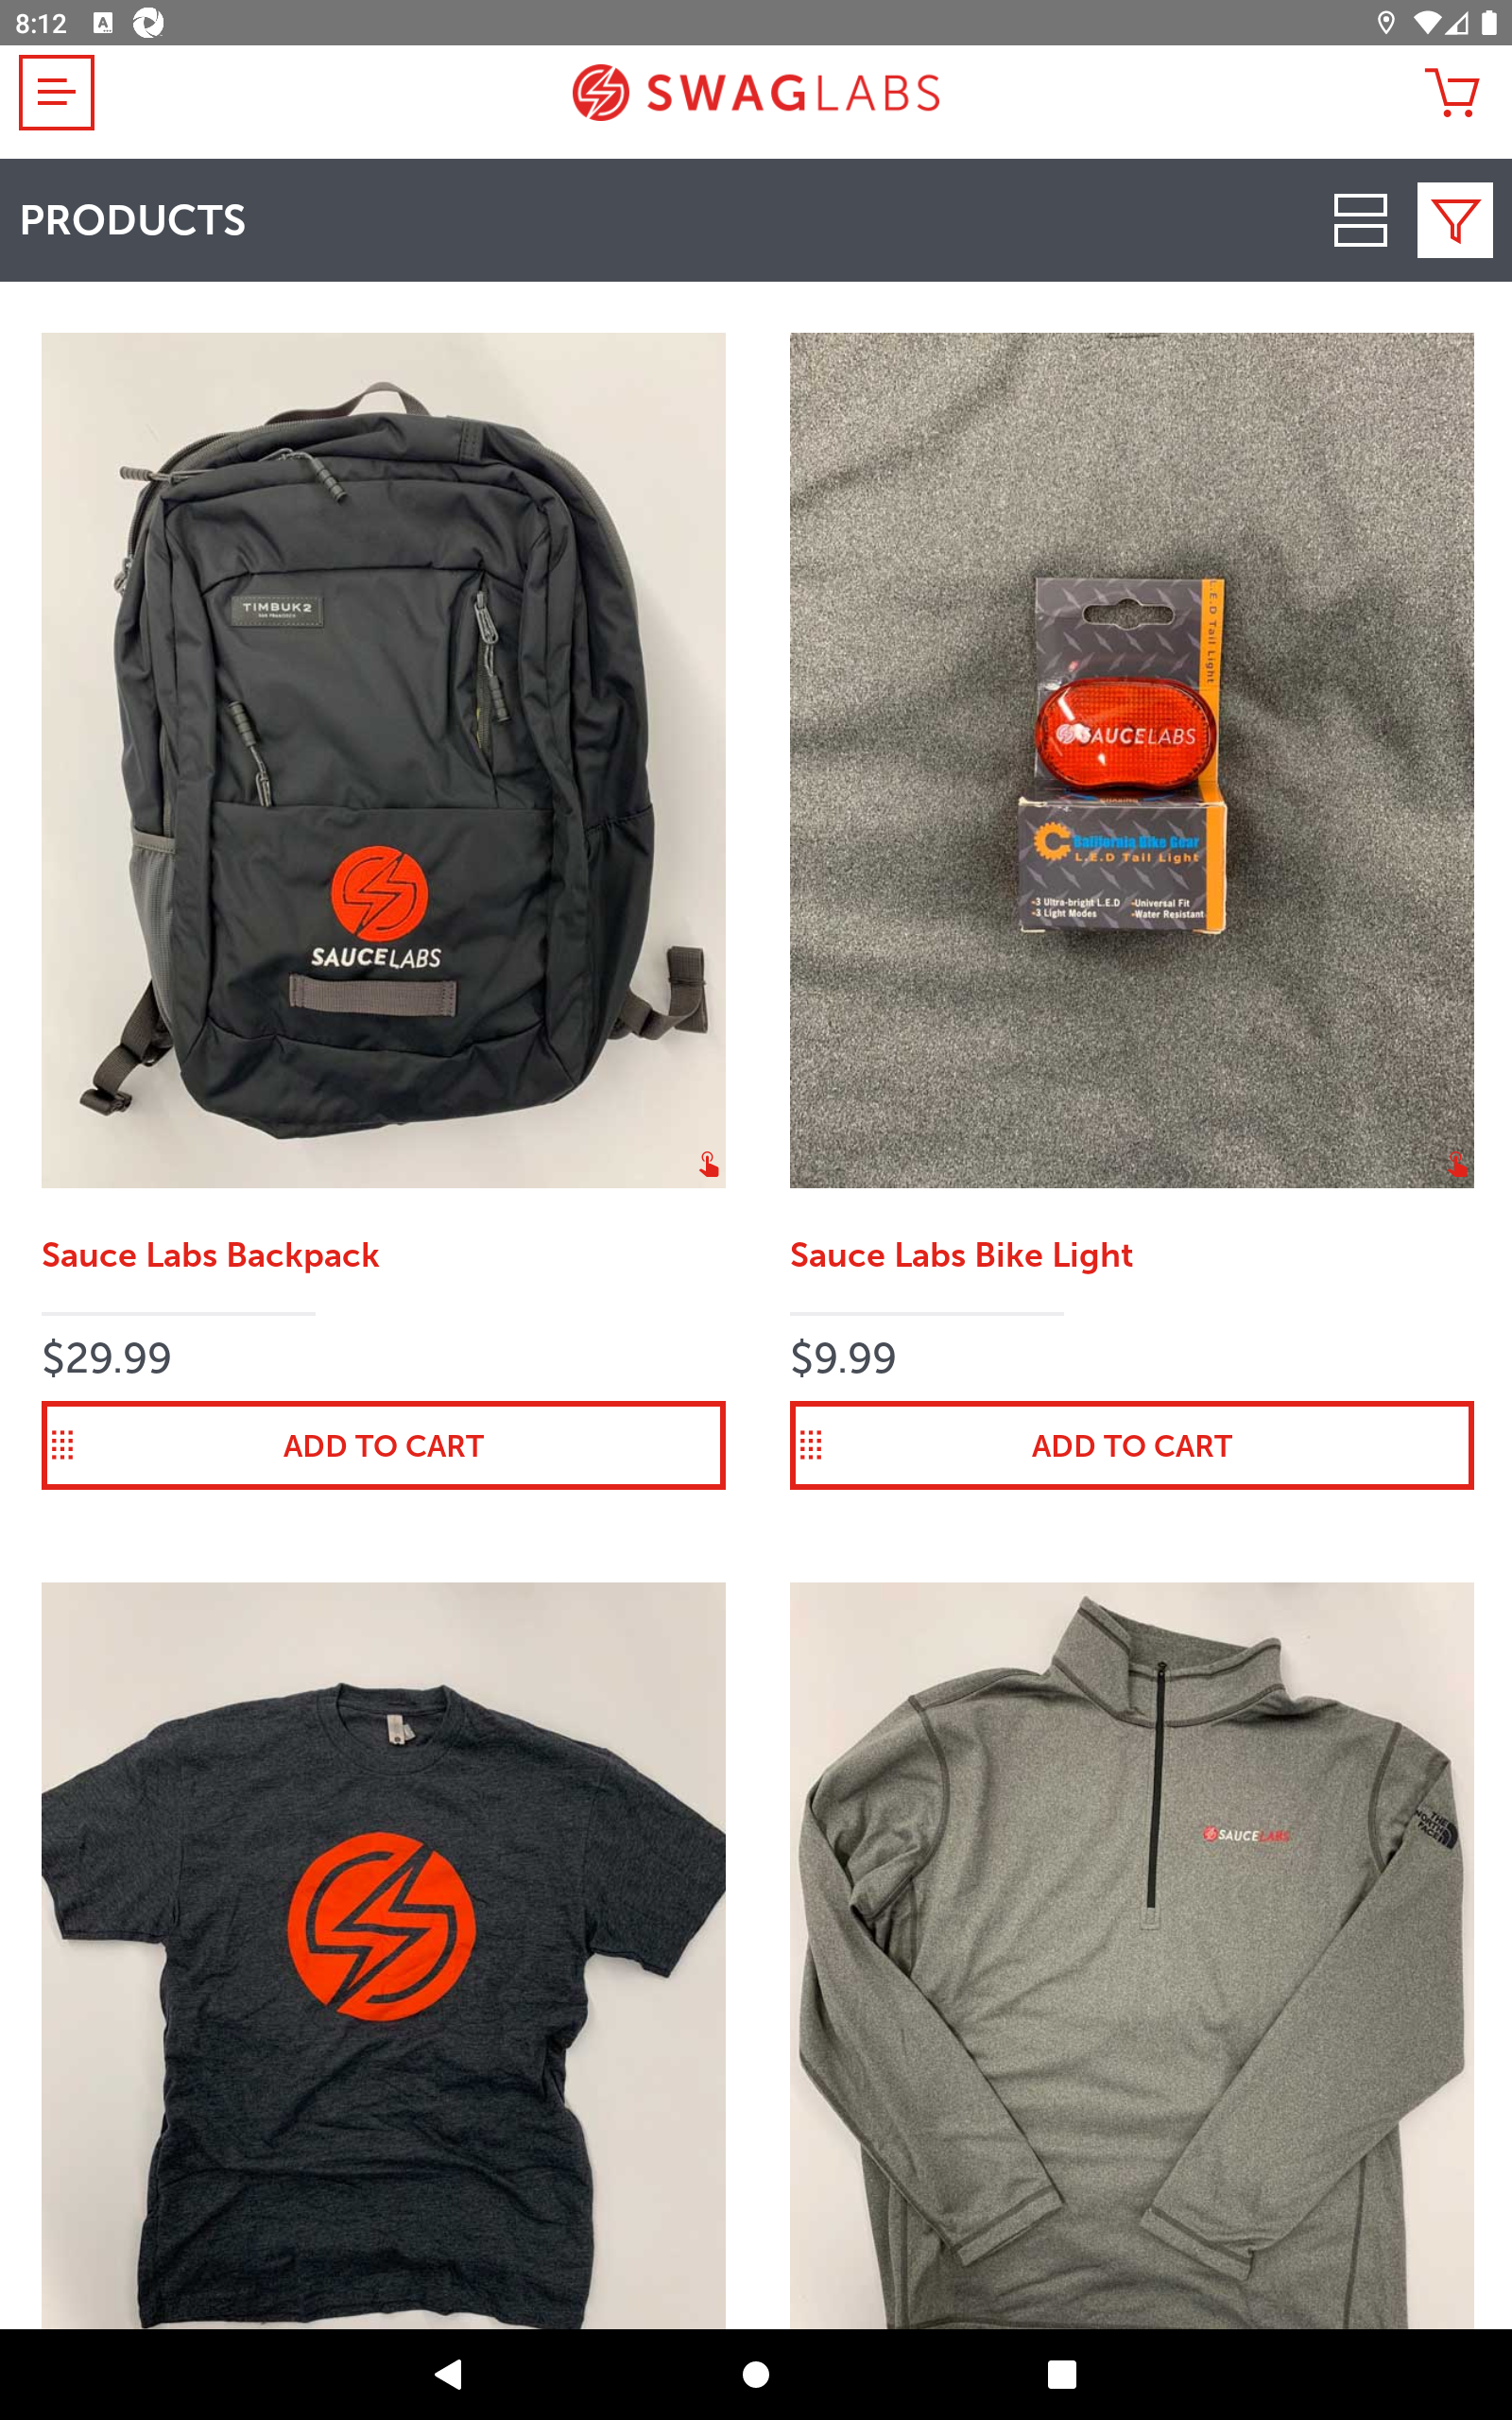 8:12
SWAGLABS
PRODUCTS
TIMBUK2
SAN FRANCISCO
SAUCELABS
L.E.D Tail Light
SAUCELABS
California Bike Gear
L.E.D Tail Light
-3 Ultra-bright L.E.D -Universal Fit
-3 Light Modes -Water Resistant
Sauce Labs Backpack
Sauce Labs Bike Light
$29.99
$9.99
ADD TO CART
ADD TO CART
SAUCELABS
THE
NORTH
FACE